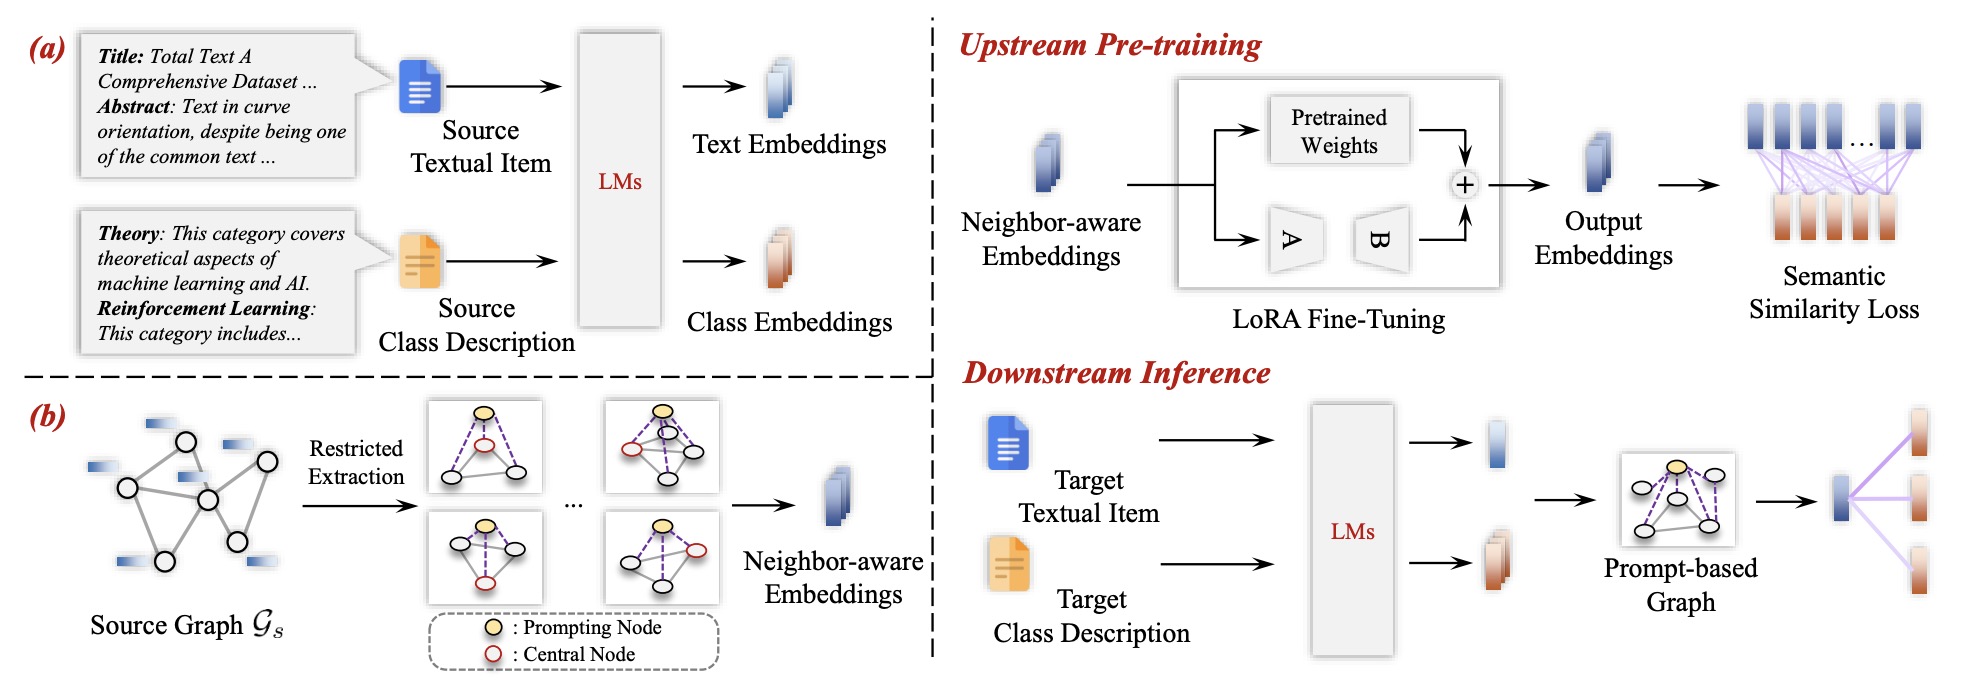 (a)
Title: Total Text A
Comprehensive Dataset ...
Abstract: Text in curve
orientation, despite being one
of the common text ...
Source
Textual Item
Theory: This category covers
theoretical aspects of
machine learning and AI.
Reinforcement Learning:
This category includes...
Source
Class Description
LMs
Text Embeddings
Class Embeddings
(b)
Source Graph 𝒢s
Restricted
Extraction
...
Neighbor-aware
Embeddings
: Prompting Node
: Central Node
Upstream Pre-training
Neighbor-aware
Embeddings
Pretrained
Weights
A
B
+
LoRA Fine-Tuning
Output
Embeddings
...
Semantic
Similarity Loss
Downstream Inference
Target
Textual Item
Target
Class Description
LMs
Prompt-based
Graph